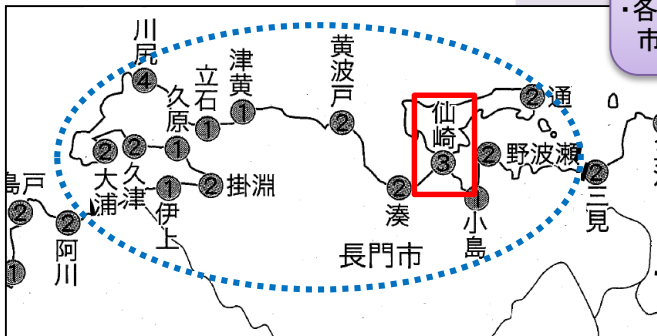 ・各
市
川尻
④
津黄
①
立石
①
久原
①
黄波戸
②
仙崎
③
②
通
②
野波瀬
②
大浦
②
久津
①
伊上
②
掛淵
②
湊
①
小島
②
三見
島戸
②
②
阿川
①
長門市